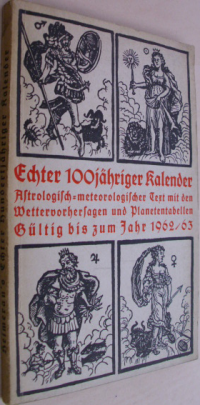 Echter 100jähriger Kalender
Astrologisch=meteorologischer Text mit den
Wettervorhersagen und Planetentabellen
Gültig bis zum Jahr 1962/63